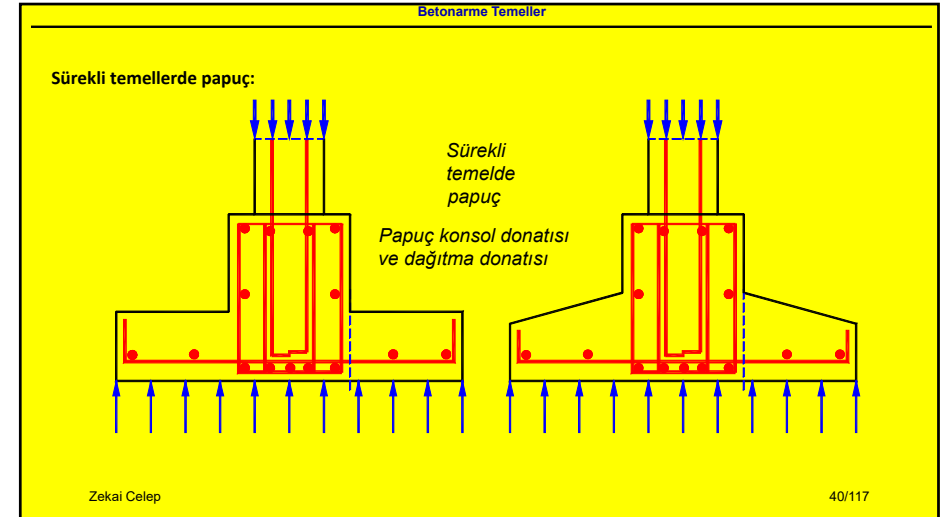 Betonarme Temeller
Sürekli temellerde papuç:
Sürekli
temelde
papuç
Papuç konsol donatısı
ve dağıtma donatısı
Zekai Celep
40/117